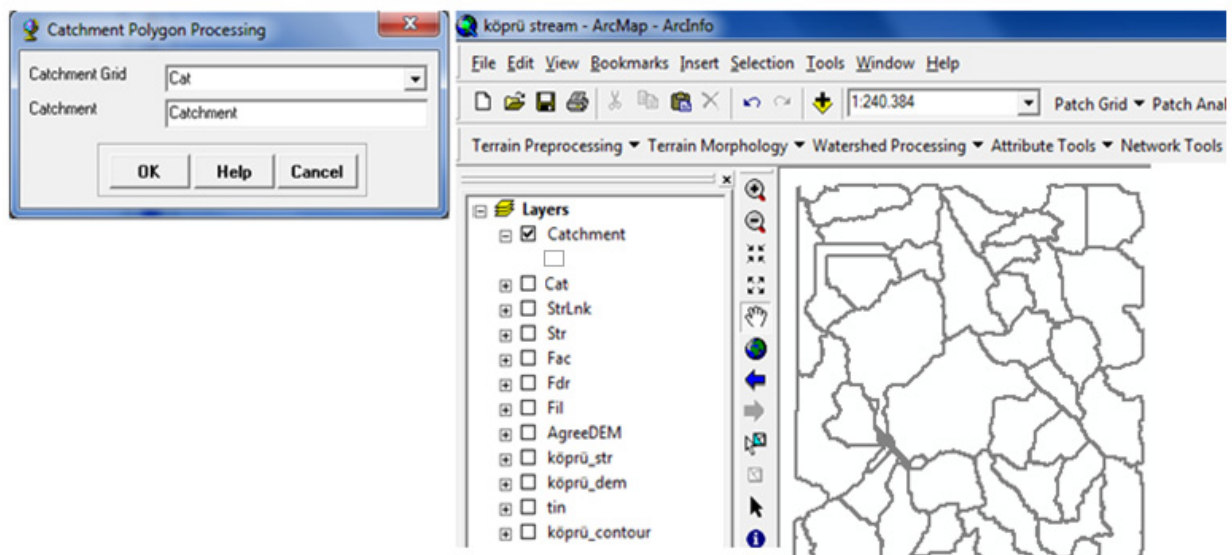 Catchment Polygon Processing
Catchment Grid Cat
Catchment Catchment
OK Help Cancel
köprü stream - ArcMap - ArcInfo
File Edit View Bookmarks Insert Selection Tools Window Help
1:240.384 Patch Grid Patch Anal
Terrain Preprocessing Terrain Morphology Watershed Processing Attribute Tools Network Tools
Layers
Catchment
Cat
StrLnk
Str
Fac
Fdr
Fil
AgreeDEM
köprü_str
köprü_dem
tin
köprü_contour